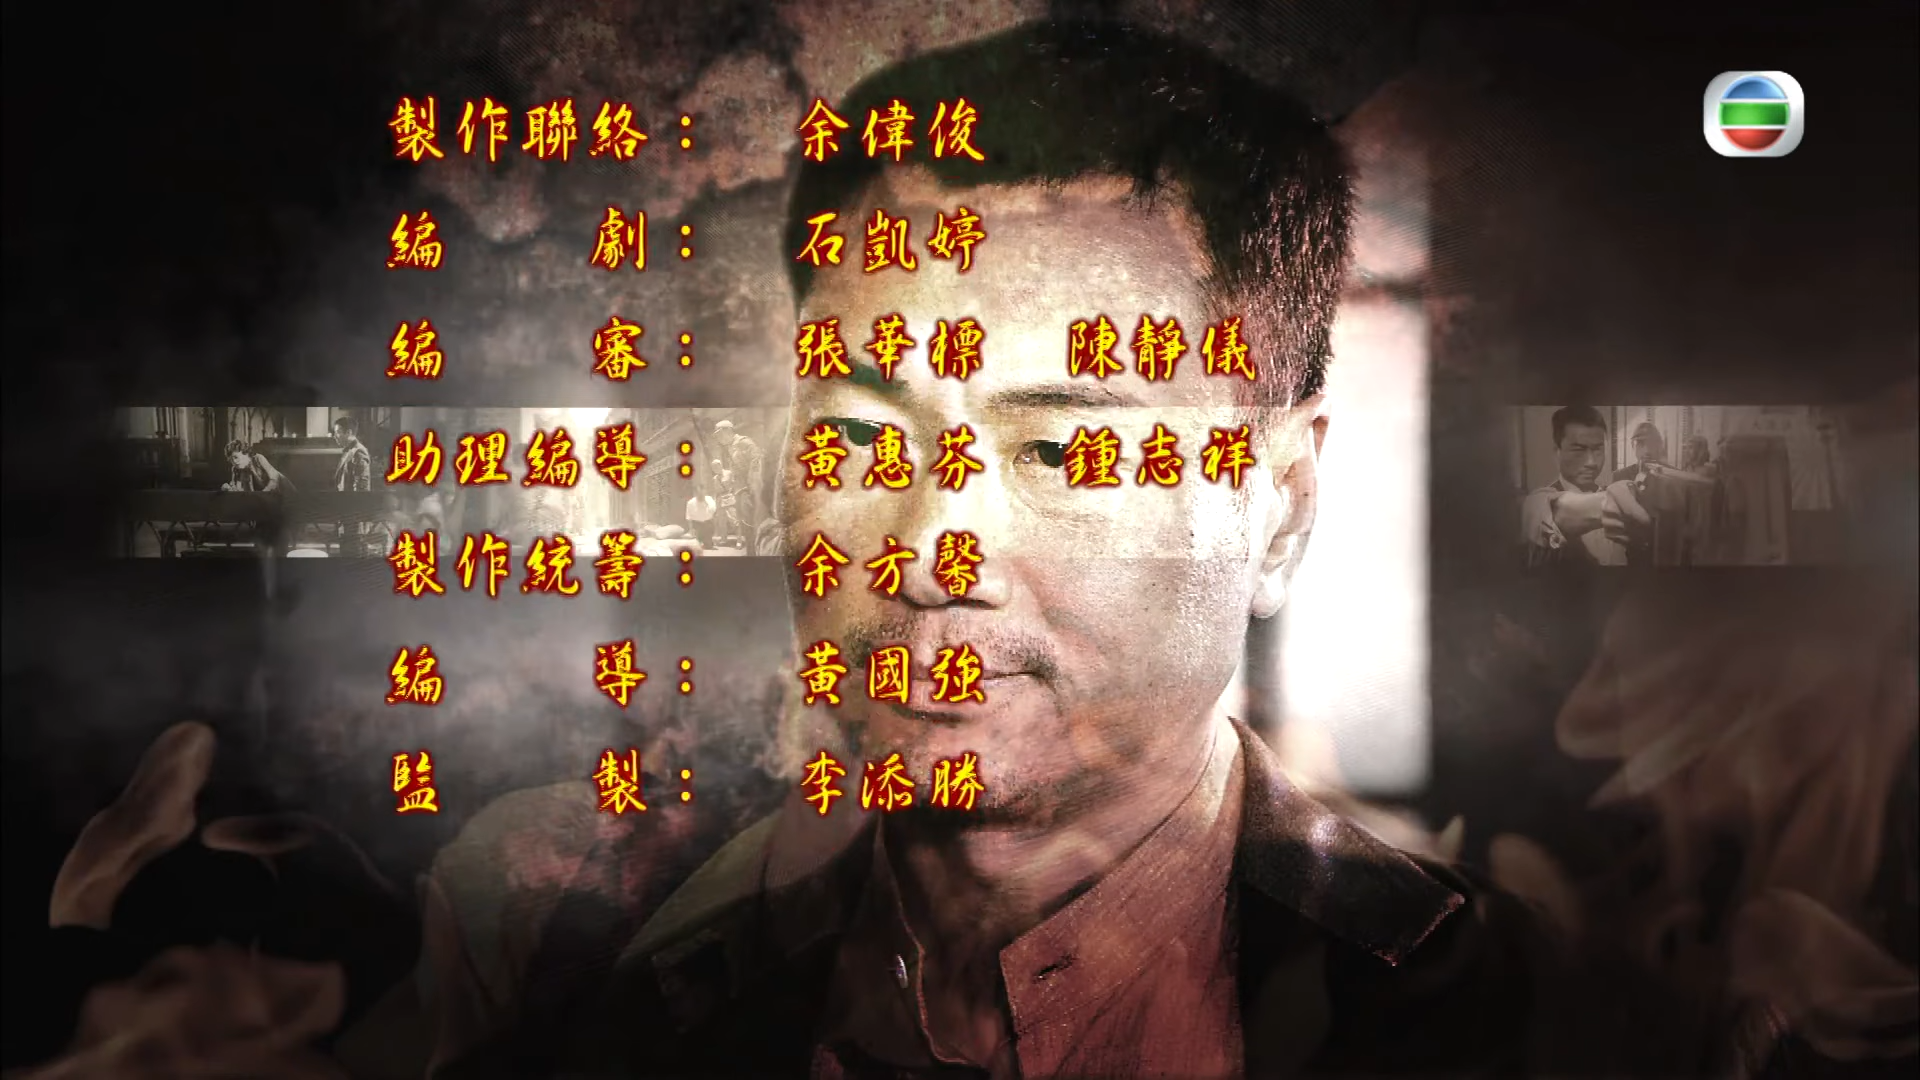 製作聯絡： 余偉俊
編劇： 石凱婷
編審： 張華標 陳靜儀
助理編導： 黃惠芬 鍾志祥
製作統籌： 余方馨
編導： 黃國強
監製： 李添勝